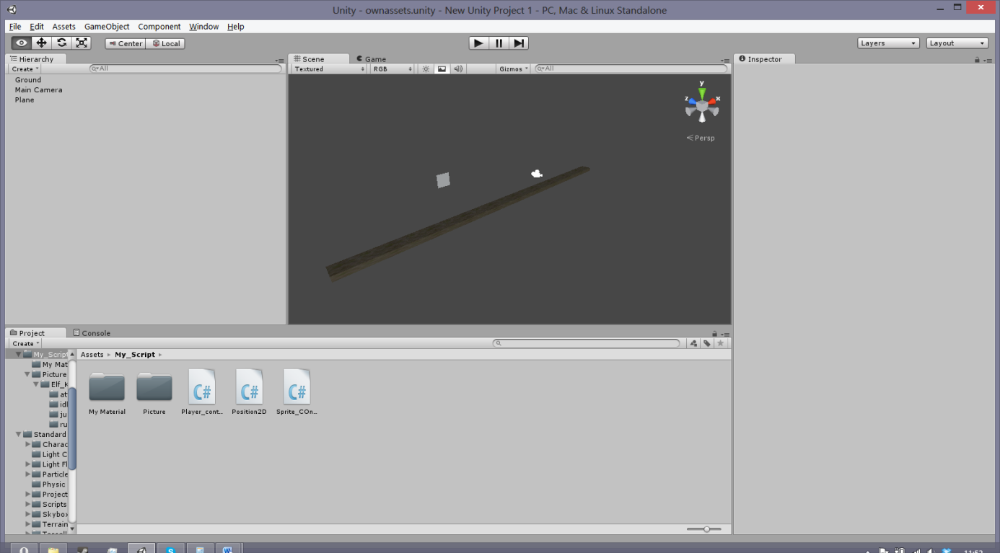 Unity - ownassets.unity - New Unity Project 1 - PC, Mac & Linux Standalone
File Edit Assets GameObject Component Window Help
Center Local Layers Layout
Hierarchy
Create All
Ground
Main Camera
Plane
Scene Game
Textured RGB Gizmos All
y
z x
Persp
Inspector
Project Console
Create
Assets My_Script
My_Script
My Mat
Picture
Elf_K
at
idl
ju
ru
Standard
Charac
Light C
Light Fl
Particle
Physic
Project
Scripts
Skybox
Terrain
C# C# C#
My Material Picture Player_cont... Position2D Sprite_COn...
11:52